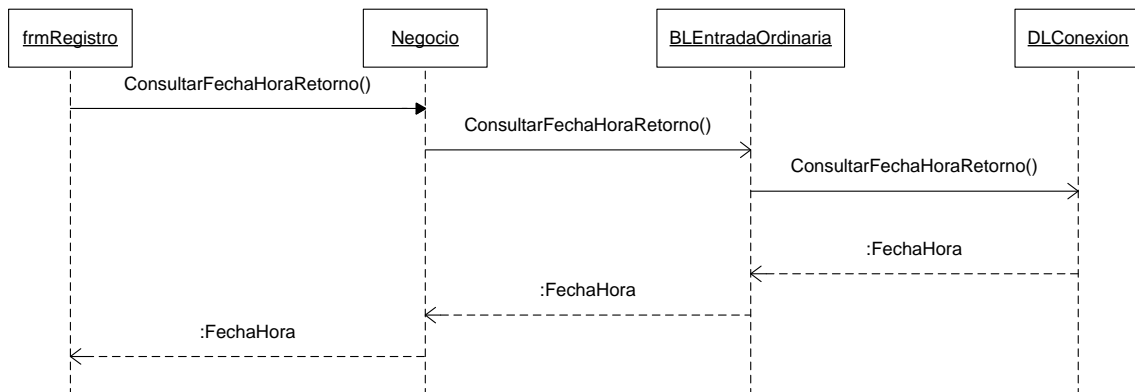 frmRegistro
Negocio
BLEntradaOrdinaria
DLConexion
ConsultarFechaHoraRetorno()
ConsultarFechaHoraRetorno()
ConsultarFechaHoraRetorno()
:FechaHora
:FechaHora
:FechaHora